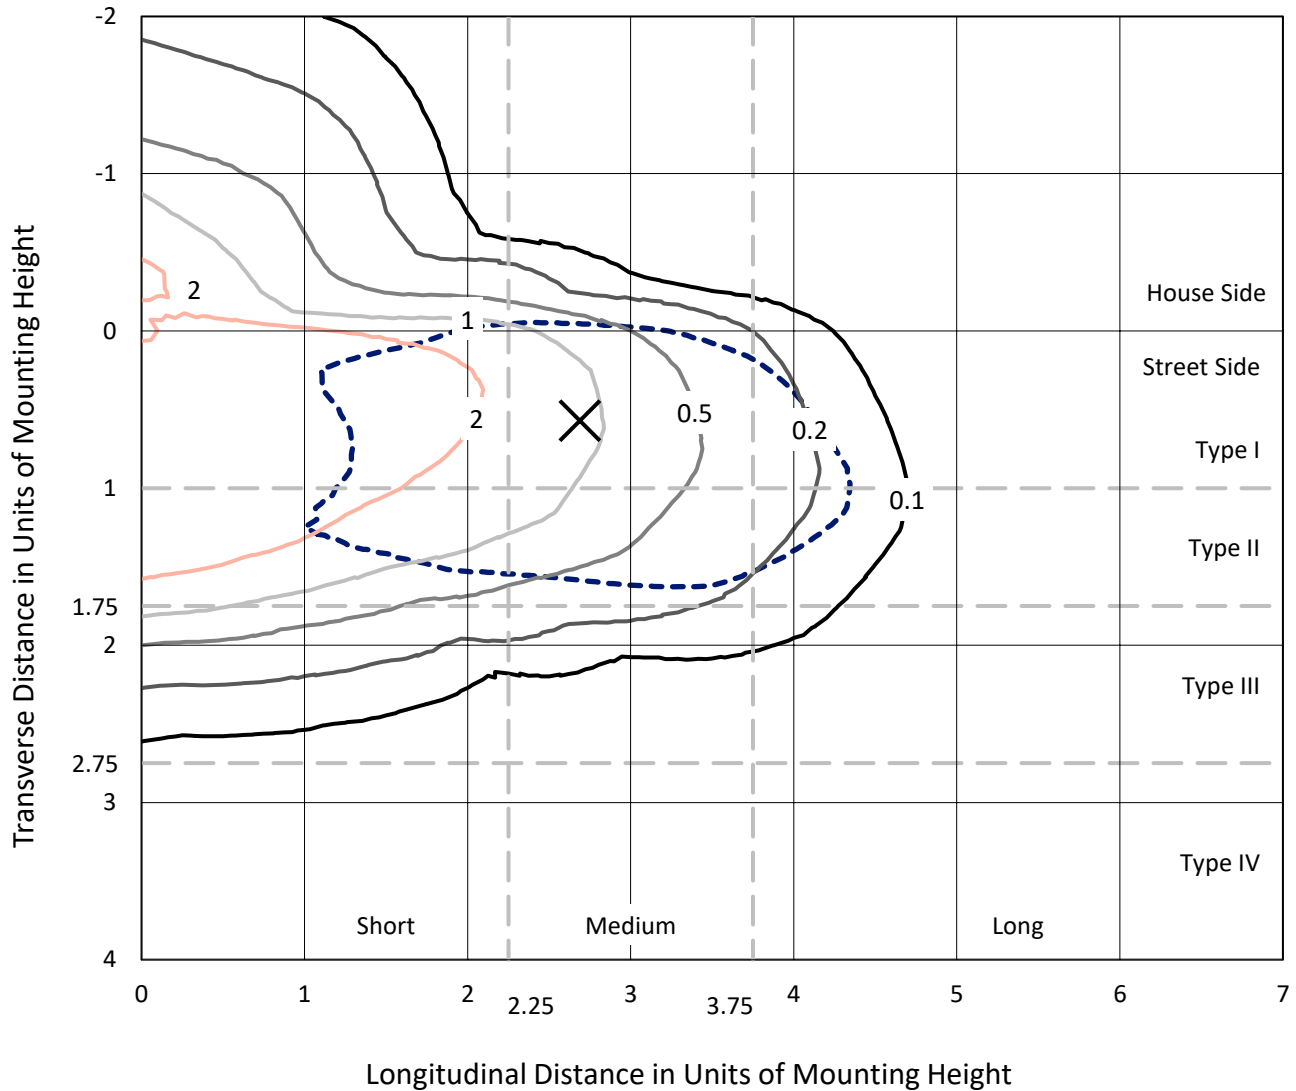 -2
-1
2
House Side
0
1
Street Side
2
0.5
0.2
Type I
1
0.1
Type II
1.75
2
Type III
2.75
3
Type IV
Short
Medium
Long
4
0
1
2
2.25
3
3.75
4
5
6
7
Transverse Distance in Units of Mounting Height
Longitudinal Distance in Units of Mounting Height